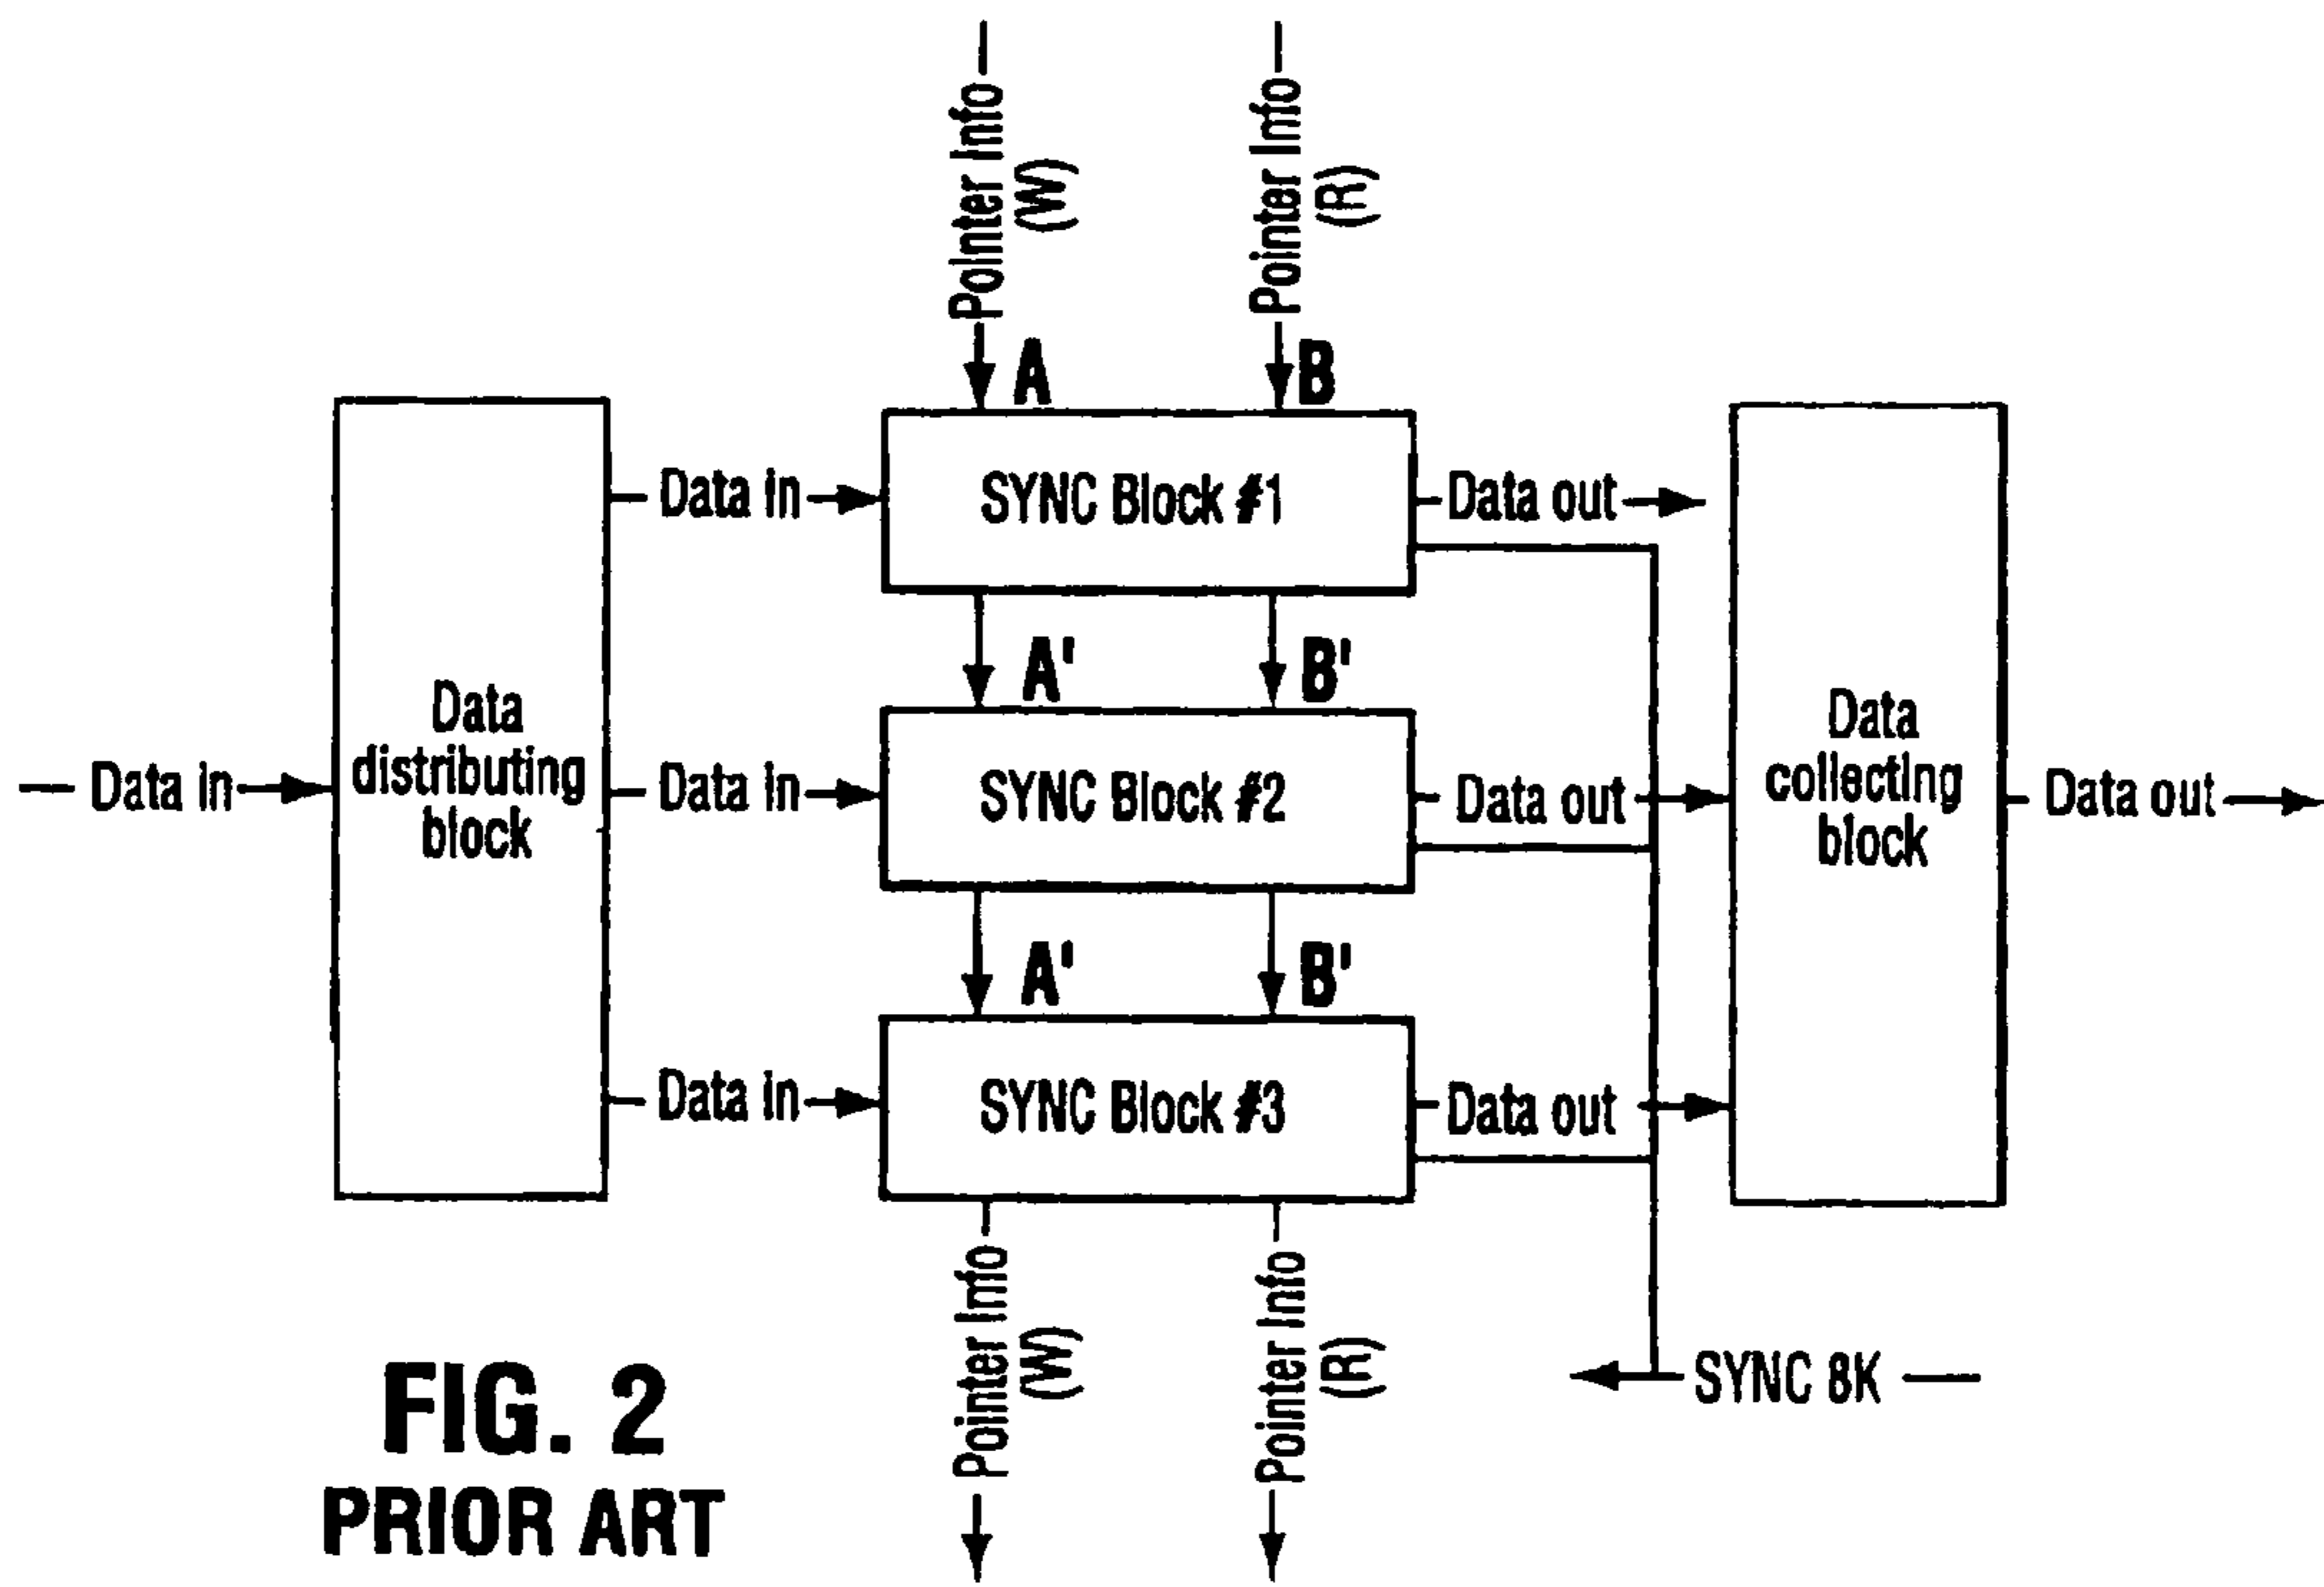 Pointer Info
(W)
Pointer Info
(R)
A
B
Data in
SYNC Block #1
Data out
A'
B'
Data in
Data
distributing
block
Data in
SYNC Block #2
Data out
Data
collecting
block
Data out
A'
B'
Data in
SYNC Block #3
Data out
Pointer Info
(W)
Pointer Info
(R)
SYNC 8K
FIG. 2
PRIOR ART